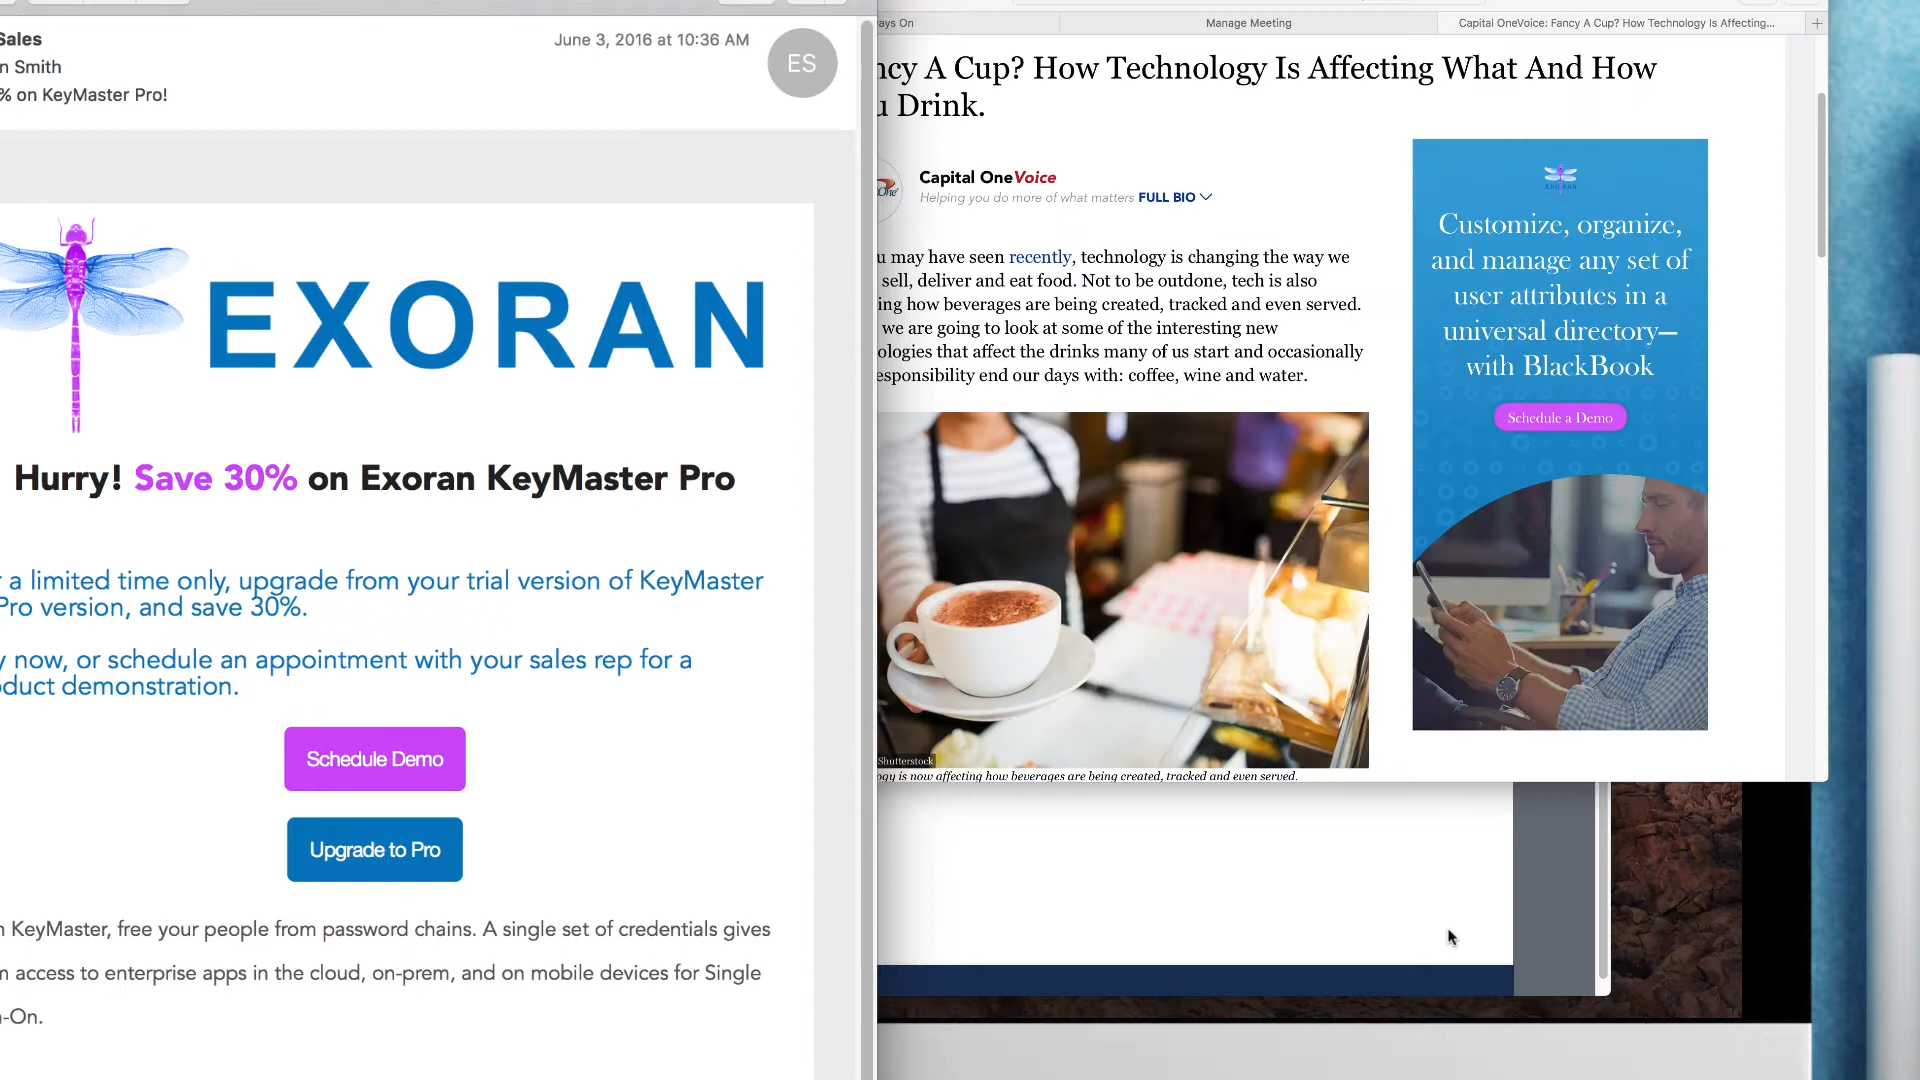 Sales
June 3, 2016 at 10:36 AM
ES
n Smith
% on KeyMaster Pro!
EXORAN
Hurry! Save 30% on Exoran KeyMaster Pro
a limited time only, upgrade from your trial version of KeyMaster
Pro version, and save 30%.
now, or schedule an appointment with your sales rep for a
duct demonstration.
Schedule Demo
Upgrade to Pro
KeyMaster, free your people from password chains. A single set of credentials gives
access to enterprise apps in the cloud, on-prem, and on mobile devices for Single
-On.
ays On
Manage Meeting
Capital OneVoice: Fancy A Cup? How Technology Is Affecting...
ncy A Cup? How Technology Is Affecting What And How
u Drink.
One
Capital OneVoice
Helping you do more of what matters FULL BIO
u may have seen recently, technology is changing the way we
sell, deliver and eat food. Not to be outdone, tech is also
ing how beverages are being created, tracked and even served.
we are going to look at some of the interesting new
ologies that affect the drinks many of us start and occasionally
esponsibility end our days with: coffee, wine and water.
Shutterstock
ogy is now affecting how beverages are being created, tracked and even served.
EXORAN
Customize, organize,
and manage any set of
user attributes in a
universal directory—
with BlackBook
Schedule a Demo